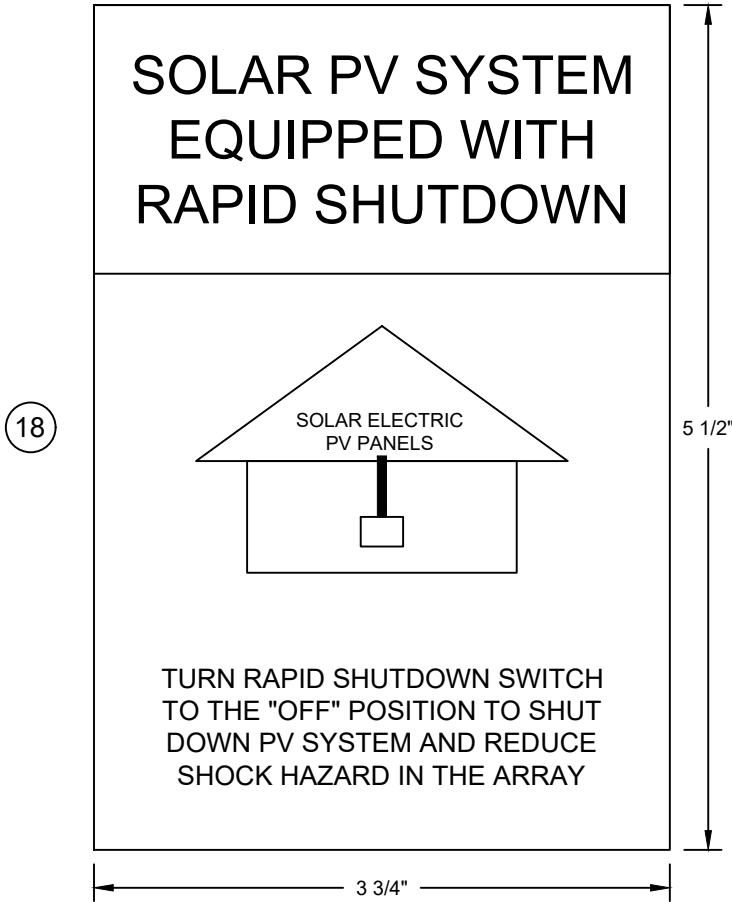 SOLAR PV SYSTEM
EQUIPPED WITH
RAPID SHUTDOWN
18
SOLAR ELECTRIC
PV PANELS
5 1/2"
TURN RAPID SHUTDOWN SWITCH
TO THE "OFF" POSITION TO SHUT
DOWN PV SYSTEM AND REDUCE
SHOCK HAZARD IN THE ARRAY
3 3/4"